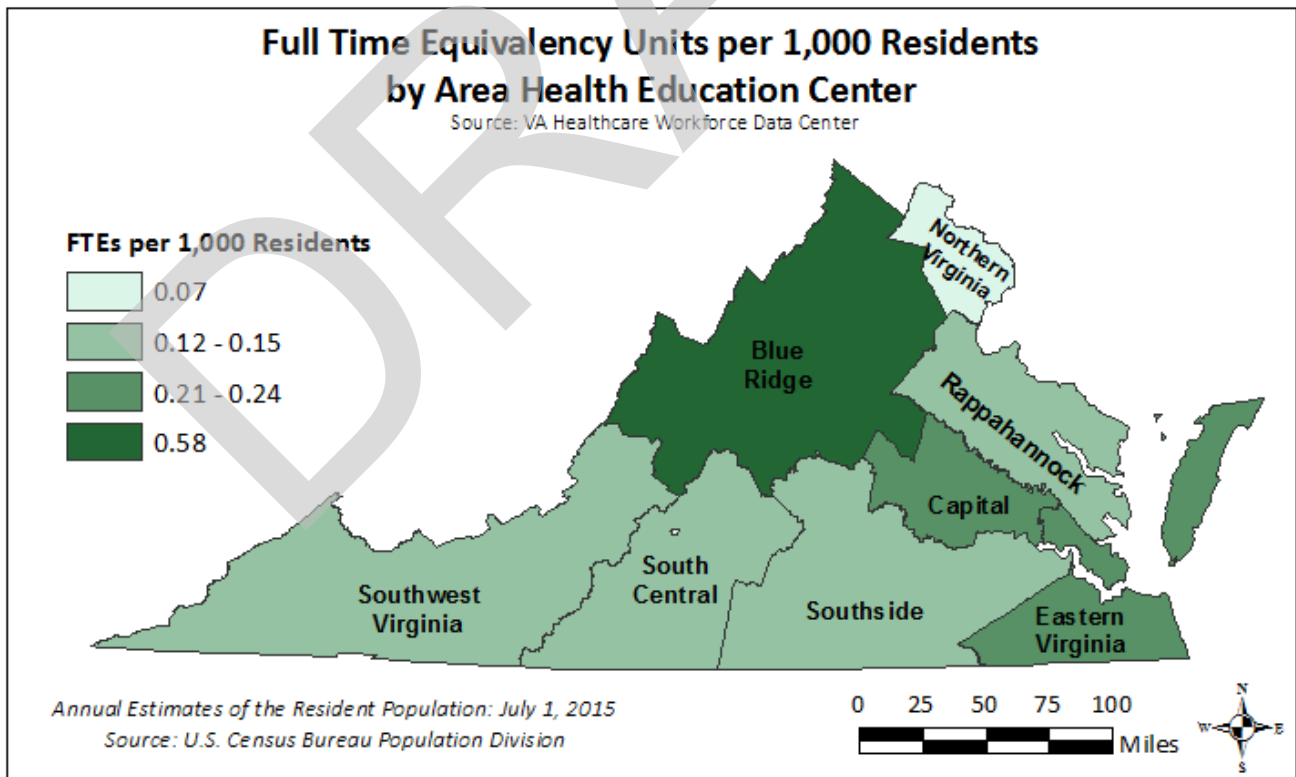 Full Time Equivalency Units per 1,000 Residents
by Area Health Education Center
Source: VA Healthcare Workforce Data Center
FTEs per 1,000 Residents
0.07
0.12 - 0.15
0.21 - 0.24
0.58
Northern
Virginia
Blue
Ridge
Rappahannock
Capital
South
Central
Southwest
Virginia
Southside
Eastern
Virginia
Annual Estimates of the Resident Population: July 1, 2015
Source: U.S. Census Bureau Population Division
0 25 50 75 100
Miles
N
W E
S
DRA